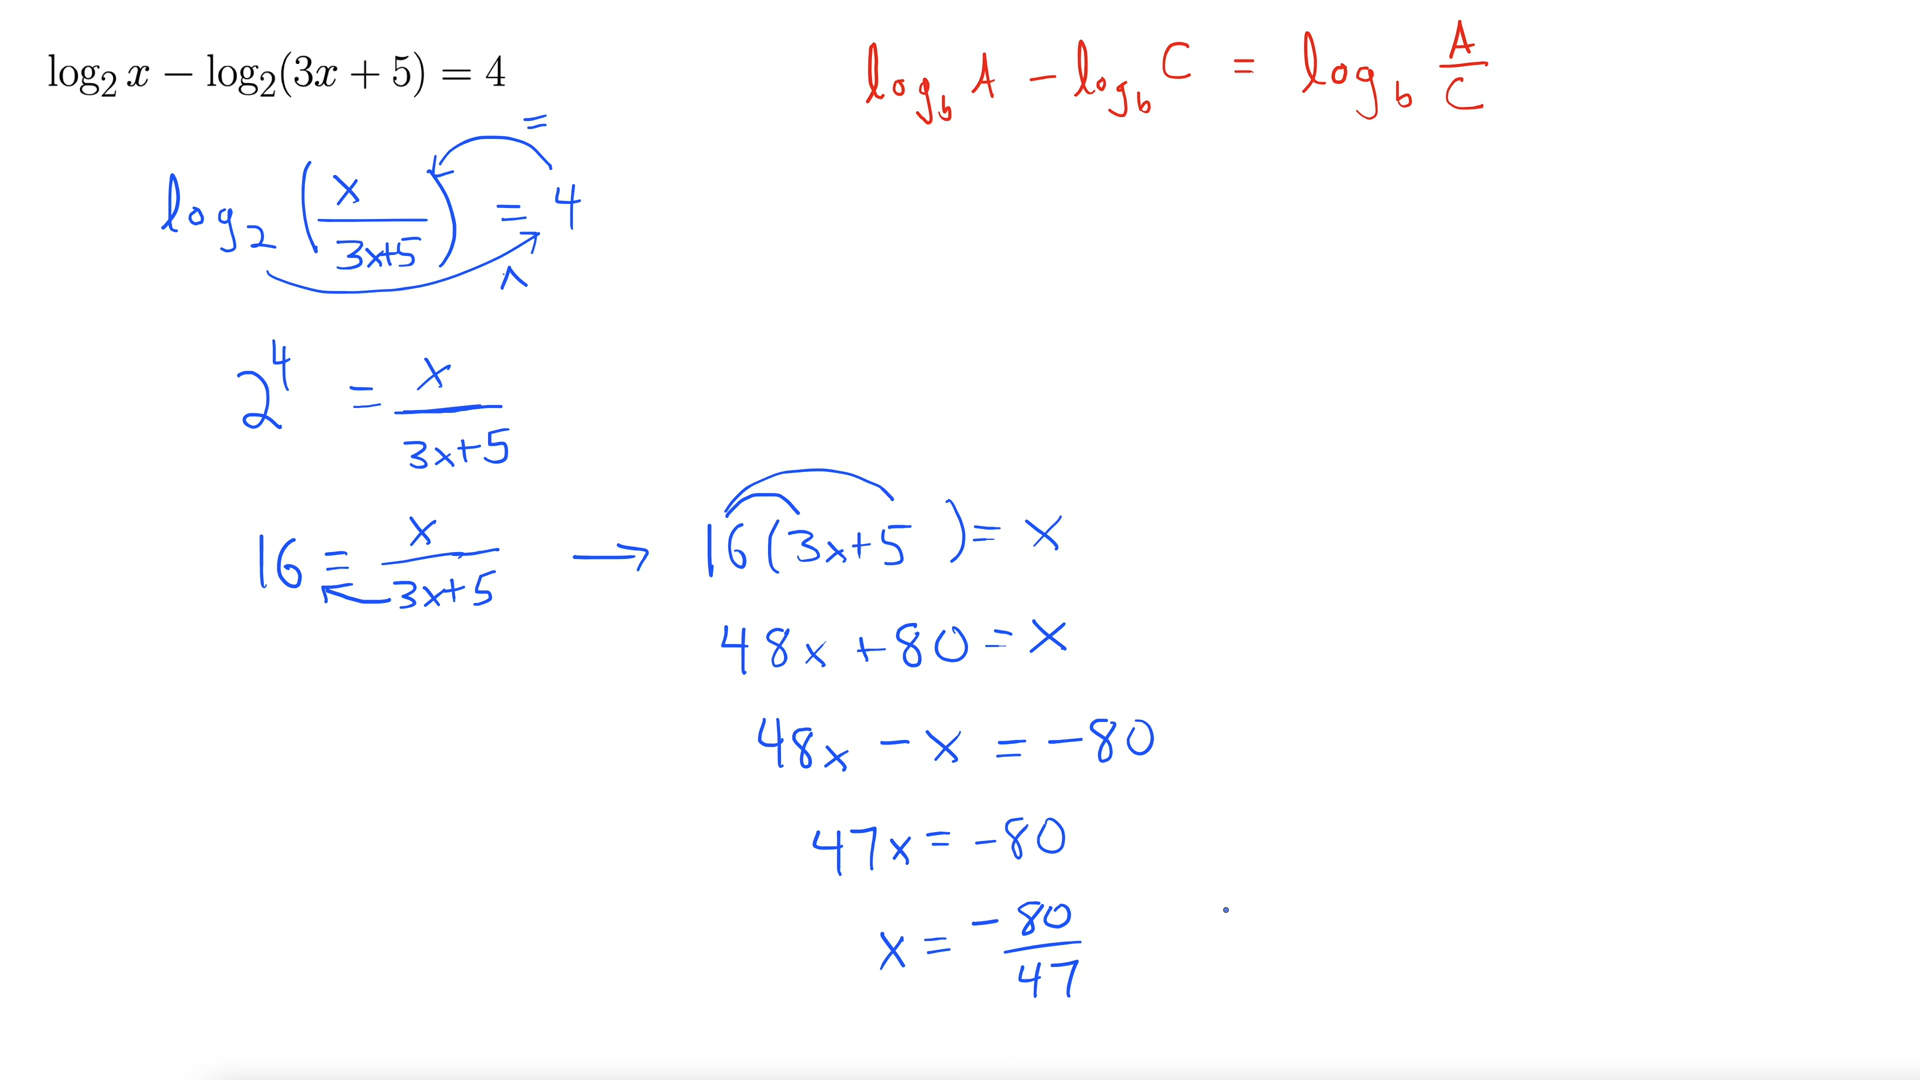 log₂ x − log₂(3x + 5) = 4
log_b A − log_b C = log_b A/C
log₂ (x/(3x+5)) = 4
=
^
2⁴ = x/(3x+5)
16 = x/(3x+5) → 16(3x+5) = x
48x + 80 = x
48x − x = −80
47x = −80
x = −80/47